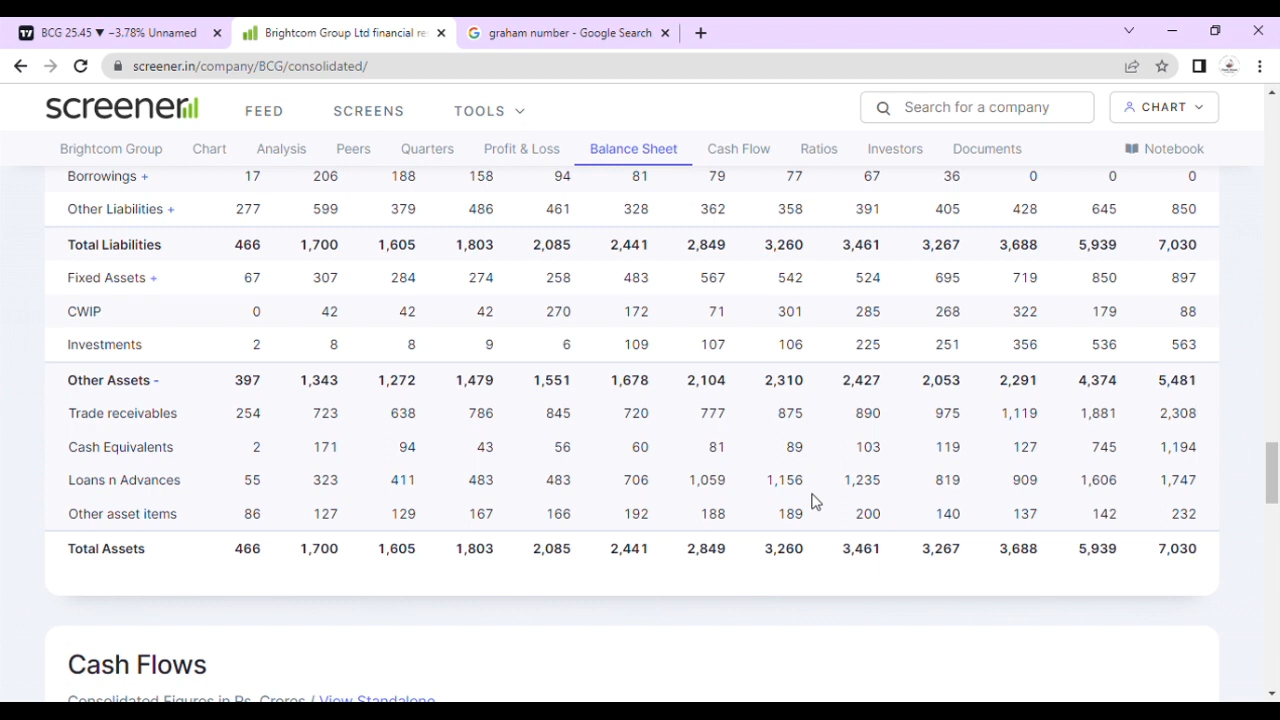 BCG 25.45 ▼ −3.78% Unnamed
Brightcom Group Ltd financial re
graham number - Google Search
screener.in/company/BCG/consolidated/
screener
FEED SCREENS TOOLS
Search for a company
CHART
Brightcom Group Chart Analysis Peers Quarters Profit & Loss Balance Sheet Cash Flow Ratios Investors Documents Notebook
Borrowings + 17 206 188 158 94 81 79 77 67 36 0 0 0
Other Liabilities + 277 599 379 486 461 328 362 358 391 405 428 645 850
Total Liabilities 466 1,700 1,605 1,803 2,085 2,441 2,849 3,260 3,461 3,267 3,688 5,939 7,030
Fixed Assets + 67 307 284 274 258 483 567 542 524 695 719 850 897
CWIP 0 42 42 42 270 172 71 301 285 268 322 179 88
Investments 2 8 8 9 6 109 107 106 225 251 356 536 563
Other Assets - 397 1,343 1,272 1,479 1,551 1,678 2,104 2,310 2,427 2,053 2,291 4,374 5,481
Trade receivables 254 723 638 786 845 720 777 875 890 975 1,119 1,881 2,308
Cash Equivalents 2 171 94 43 56 60 81 89 103 119 127 745 1,194
Loans n Advances 55 323 411 483 483 706 1,059 1,156 1,235 819 909 1,606 1,747
Other asset items 86 127 129 167 166 192 188 189 200 140 137 142 232
Total Assets 466 1,700 1,605 1,803 2,085 2,441 2,849 3,260 3,461 3,267 3,688 5,939 7,030
Cash Flows
Consolidated Figures in Rs. Crores / View Standalone